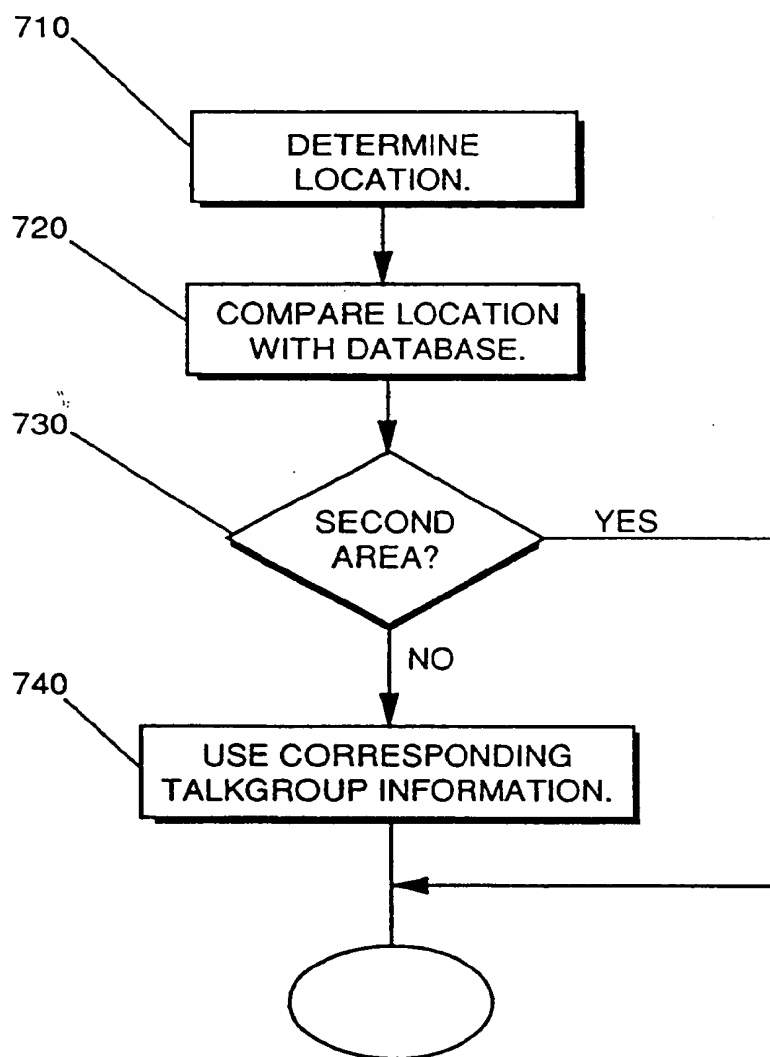 710
DETERMINE
LOCATION.
720
COMPARE LOCATION
WITH DATABASE.
730
SECOND
AREA?
YES
NO
740
USE CORRESPONDING
TALKGROUP INFORMATION.